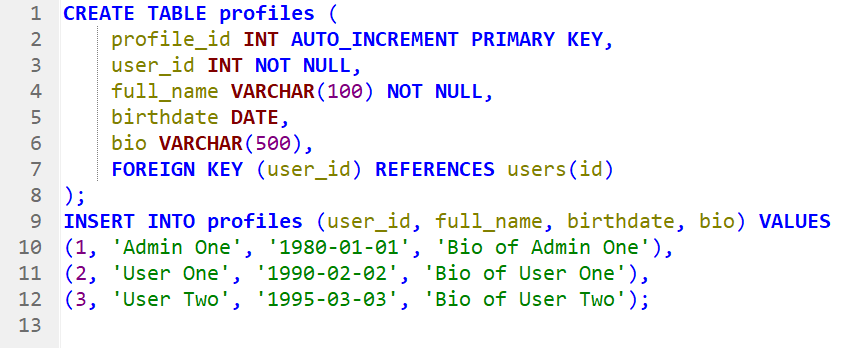 1 CREATE TABLE profiles (
2     profile_id INT AUTO_INCREMENT PRIMARY KEY,
3     user_id INT NOT NULL,
4     full_name VARCHAR(100) NOT NULL,
5     birthdate DATE,
6     bio VARCHAR(500),
7     FOREIGN KEY (user_id) REFERENCES users(id)
8 );
9 INSERT INTO profiles (user_id, full_name, birthdate, bio) VALUES
10 (1, 'Admin One', '1980-01-01', 'Bio of Admin One'),
11 (2, 'User One', '1990-02-02', 'Bio of User One'),
12 (3, 'User Two', '1995-03-03', 'Bio of User Two');
13